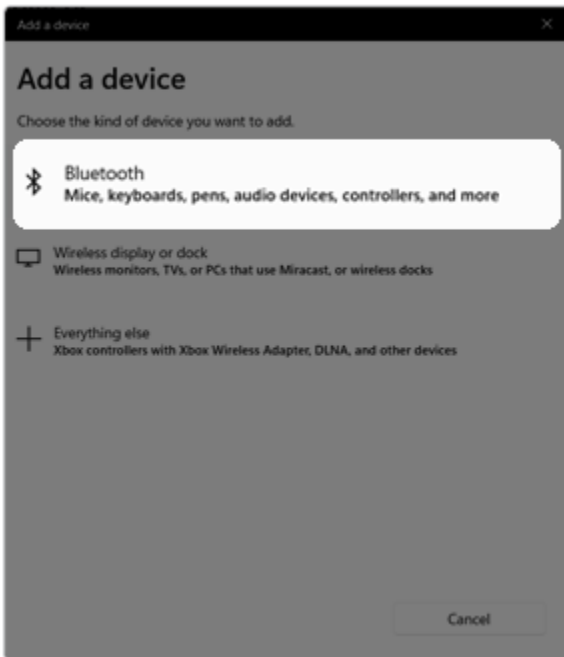 Add a device
Add a device
Choose the kind of device you want to add.
Bluetooth
Mice, keyboards, pens, audio devices, controllers, and more
Wireless display or dock
Wireless monitors, TVs, or PCs that use Miracast, or wireless docks
Everything else
Xbox controllers with Xbox Wireless Adapter, DLNA, and other devices
Cancel